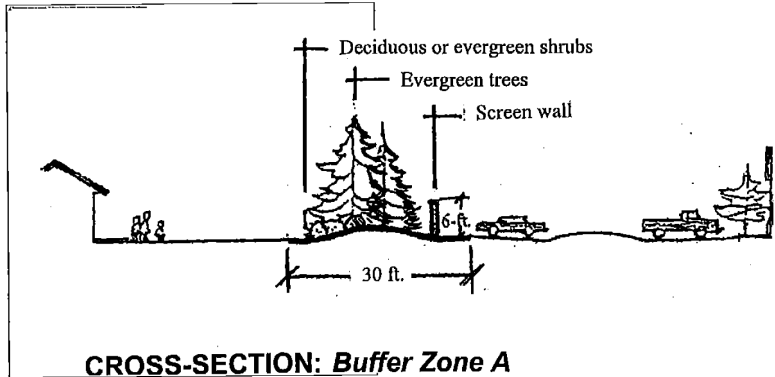 Deciduous or evergreen shrubs
Evergreen trees
Screen wall
6-ft.
30 ft.
CROSS-SECTION: Buffer Zone A